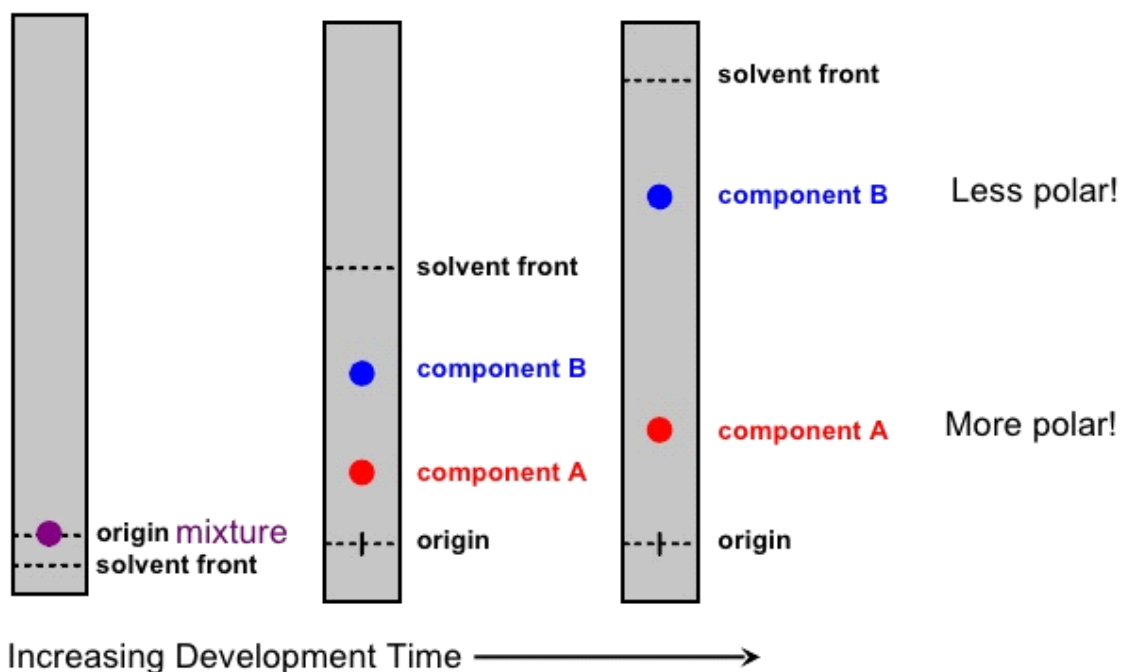 origin mixture
solvent front
solvent front
component B
component A
origin
solvent front
component B Less polar!
component A More polar!
origin
Increasing Development Time